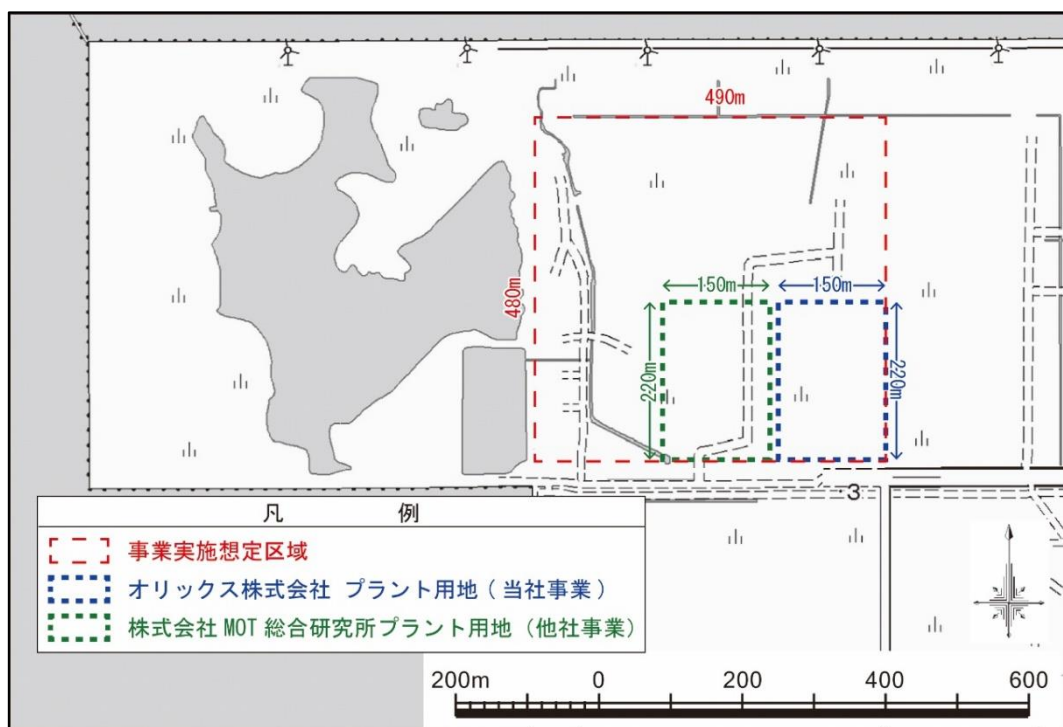 490m
480m
150m
150m
220m
220m
3
凡 例
事業実施想定区域
オリックス株式会社 プラント用地 ( 当社事業 )
株式会社 MOT 総合研究所プラント用地 (他社事業)
200m 0 200 400 600